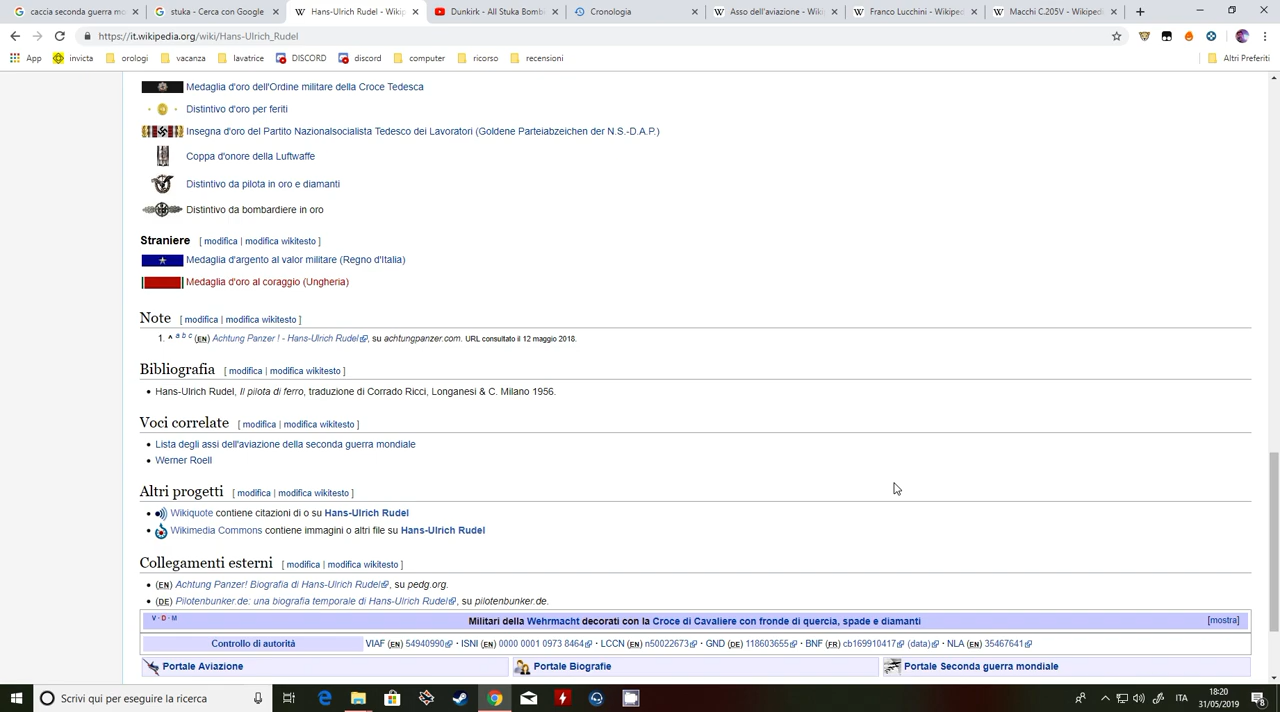 caccia seconda guerra mo
stuka - Cerca con Google
Hans-Ulrich Rudel - Wikip
Dunkirk - All Stuka Bombi
Cronologia
Asso dell'aviazione - Wiki
Franco Lucchini - Wikiped
Macchi C.205V - Wikipedi
https://it.wikipedia.org/wiki/Hans-Ulrich_Rudel
App invicta orologi vacanza lavatrice DISCORD discord computer ricorso recensioni Altri Preferiti
Medaglia d'oro dell'Ordine militare della Croce Tedesca
Distintivo d'oro per feriti
Insegna d'oro del Partito Nazionalsocialista Tedesco dei Lavoratori (Goldene Parteiabzeichen der N.S.-D.A.P.)
Coppa d'onore della Luftwaffe
Distintivo da pilota in oro e diamanti
Distintivo da bombardiere in oro
Straniere [ modifica | modifica wikitesto ]
Medaglia d'argento al valor militare (Regno d'Italia)
Medaglia d'oro al coraggio (Ungheria)
Note [ modifica | modifica wikitesto ]
1. ^ a b c (EN) Achtung Panzer ! - Hans-Ulrich Rudel, su achtungpanzer.com. URL consultato il 12 maggio 2018.
Bibliografia [ modifica | modifica wikitesto ]
• Hans-Ulrich Rudel, Il pilota di ferro, traduzione di Corrado Ricci, Longanesi & C. Milano 1956.
Voci correlate [ modifica | modifica wikitesto ]
• Lista degli assi dell'aviazione della seconda guerra mondiale
• Werner Roell
Altri progetti [ modifica | modifica wikitesto ]
• Wikiquote contiene citazioni di o su Hans-Ulrich Rudel
• Wikimedia Commons contiene immagini o altri file su Hans-Ulrich Rudel
Collegamenti esterni [ modifica | modifica wikitesto ]
• (EN) Achtung Panzer! Biografia di Hans-Ulrich Rudel, su pedg.org.
• (DE) Pilotenbunker.de: una biografia temporale di Hans-Ulrich Rudel, su pilotenbunker.de.
V · D · M Militari della Wehrmacht decorati con la Croce di Cavaliere con fronde di quercia, spade e diamanti [mostra]
Controllo di autorità VIAF (EN) 54940990 · ISNI (EN) 0000 0001 0973 8464 · LCCN (EN) n50022673 · GND (DE) 118603655 · BNF (FR) cb169910417 (data) · NLA (EN) 35467641
Portale Aviazione Portale Biografie Portale Seconda guerra mondiale
Scrivi qui per eseguire la ricerca
ITA
18:20
31/05/2019
8